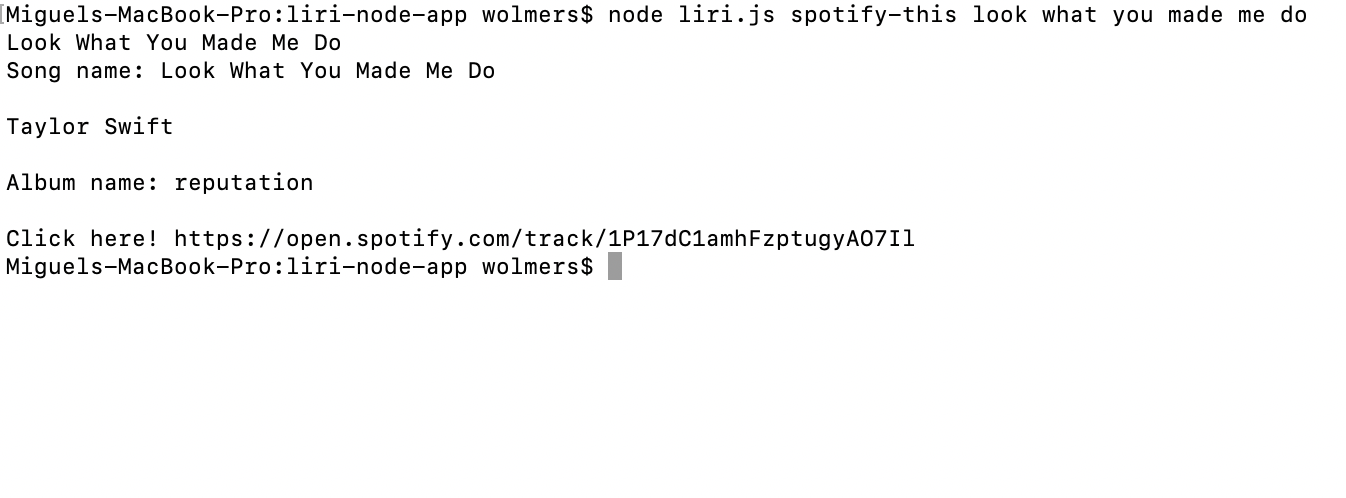 [Miguels-MacBook-Pro:liri-node-app wolmers$ node liri.js spotify-this look what you made me do
Look What You Made Me Do
Song name: Look What You Made Me Do
Taylor Swift
Album name: reputation
Click here! https://open.spotify.com/track/1P17dC1amhFzptugyAO7Il
Miguels-MacBook-Pro:liri-node-app wolmers$